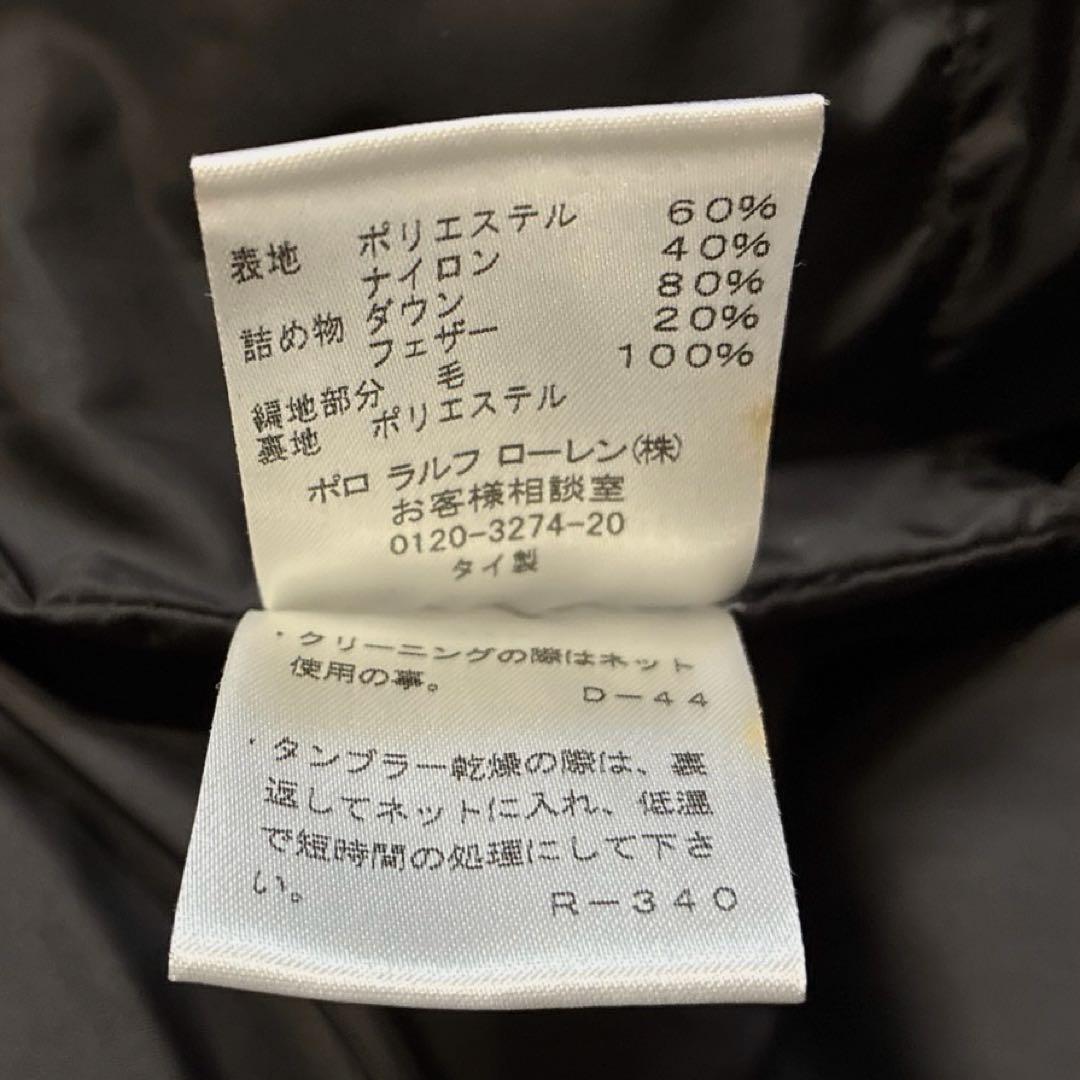 表地 ポリエステル 60%
ナイロン 40%
詰め物 ダウン 80%
フェザー 20%
編地部分 毛 100%
裏地 ポリエステル
ポロ ラルフ ローレン(株)
お客様相談室
0120-3274-20
タイ製
・クリーニングの際はネット
使用の事。 D-44
・タンブラー乾燥の際は、裏
返してネットに入れ、低温
で短時間の処理にして下さ
い。 R-340